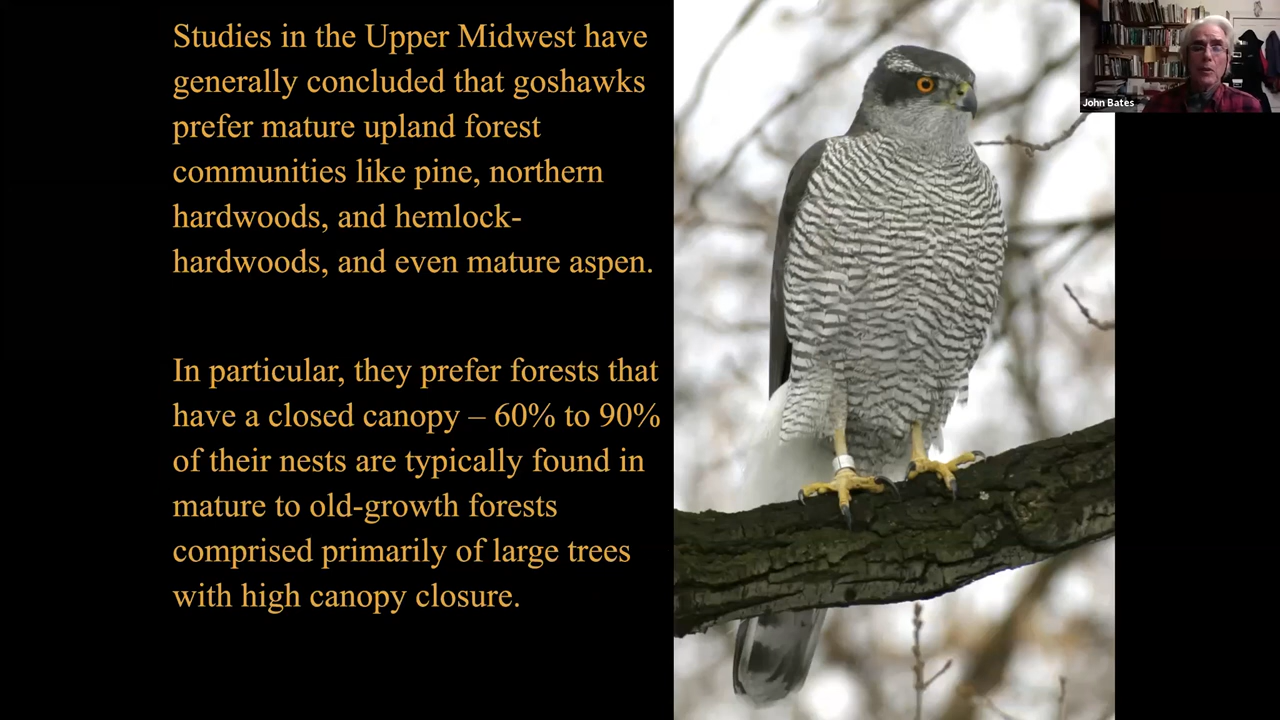 Studies in the Upper Midwest have
generally concluded that goshawks
prefer mature upland forest
communities like pine, northern
hardwoods, and hemlock-
hardwoods, and even mature aspen.
In particular, they prefer forests that
have a closed canopy – 60% to 90%
of their nests are typically found in
mature to old-growth forests
comprised primarily of large trees
with high canopy closure.
John Bates